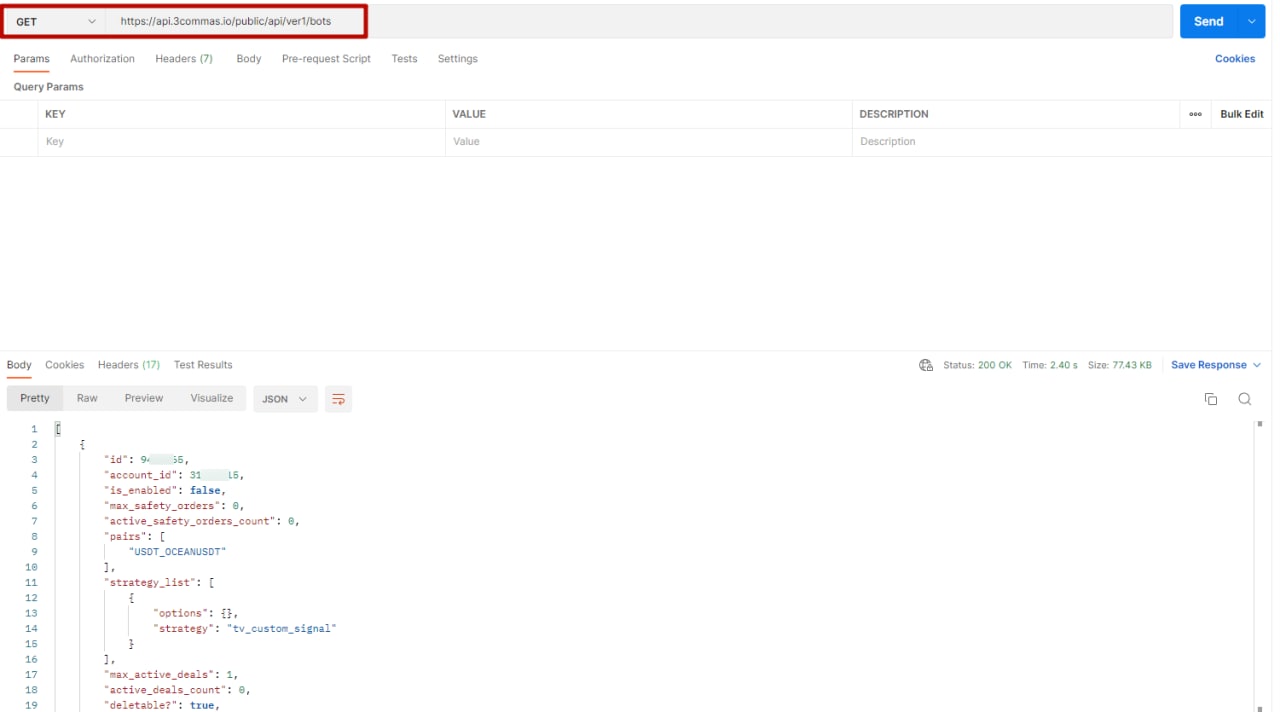 GET https://api.3commas.io/public/api/ver1/bots Send
Params Authorization Headers (7) Body Pre-request Script Tests Settings Cookies
Query Params
KEY VALUE DESCRIPTION ooo Bulk Edit
Key Value Description
Body Cookies Headers (17) Test Results Status: 200 OK Time: 2.40 s Size: 77.43 KB Save Response
Pretty Raw Preview Visualize JSON
1 [
2 {
3 "id": 94 65,
4 "account_id": 31 15,
5 "is_enabled": false,
6 "max_safety_orders": 0,
7 "active_safety_orders_count": 0,
8 "pairs": [
9 "USDT_OCEANUSDT"
10 ],
11 "strategy_list": [
12 {
13 "options": {},
14 "strategy": "tv_custom_signal"
15 }
16 ],
17 "max_active_deals": 1,
18 "active_deals_count": 0,
19 "deletable?": true,